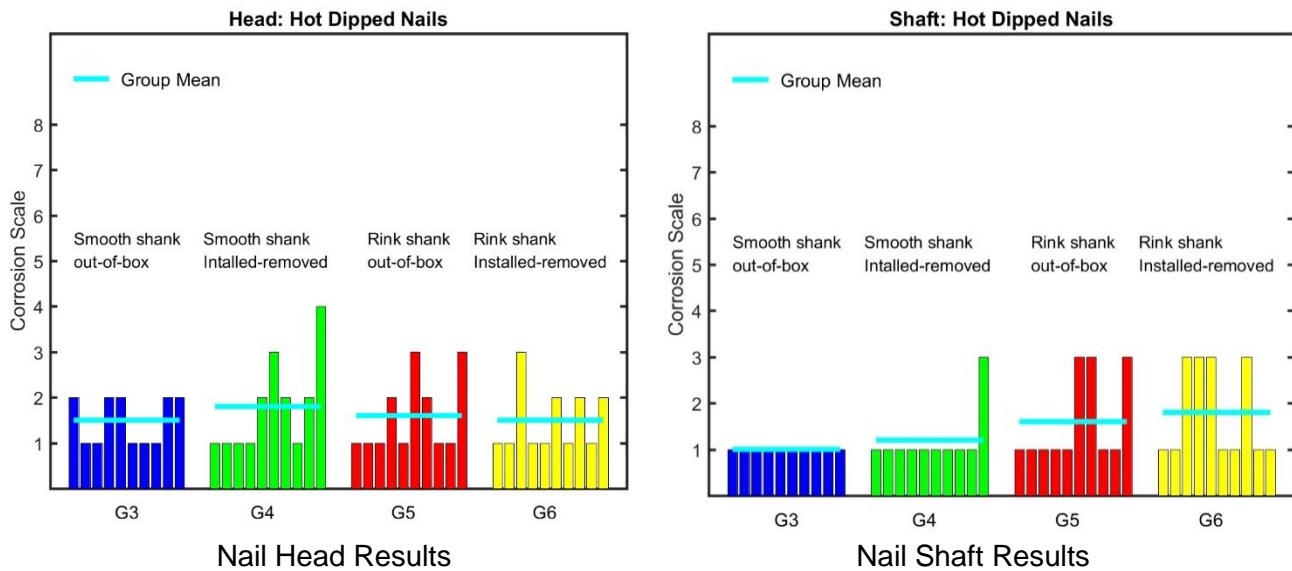 Head: Hot Dipped Nails
Group Mean
8
7
6
5
4
3
2
1
Corrosion Scale
Smooth shank
out-of-box
Smooth shank
Intalled-removed
Rink shank
out-of-box
Rink shank
Installed-removed
G3 G4 G5 G6
Nail Head Results
Shaft: Hot Dipped Nails
Group Mean
8
7
6
5
4
3
2
1
Corrosion Scale
Smooth shank
out-of-box
Smooth shank
Intalled-removed
Rink shank
out-of-box
Rink shank
Installed-removed
G3 G4 G5 G6
Nail Shaft Results